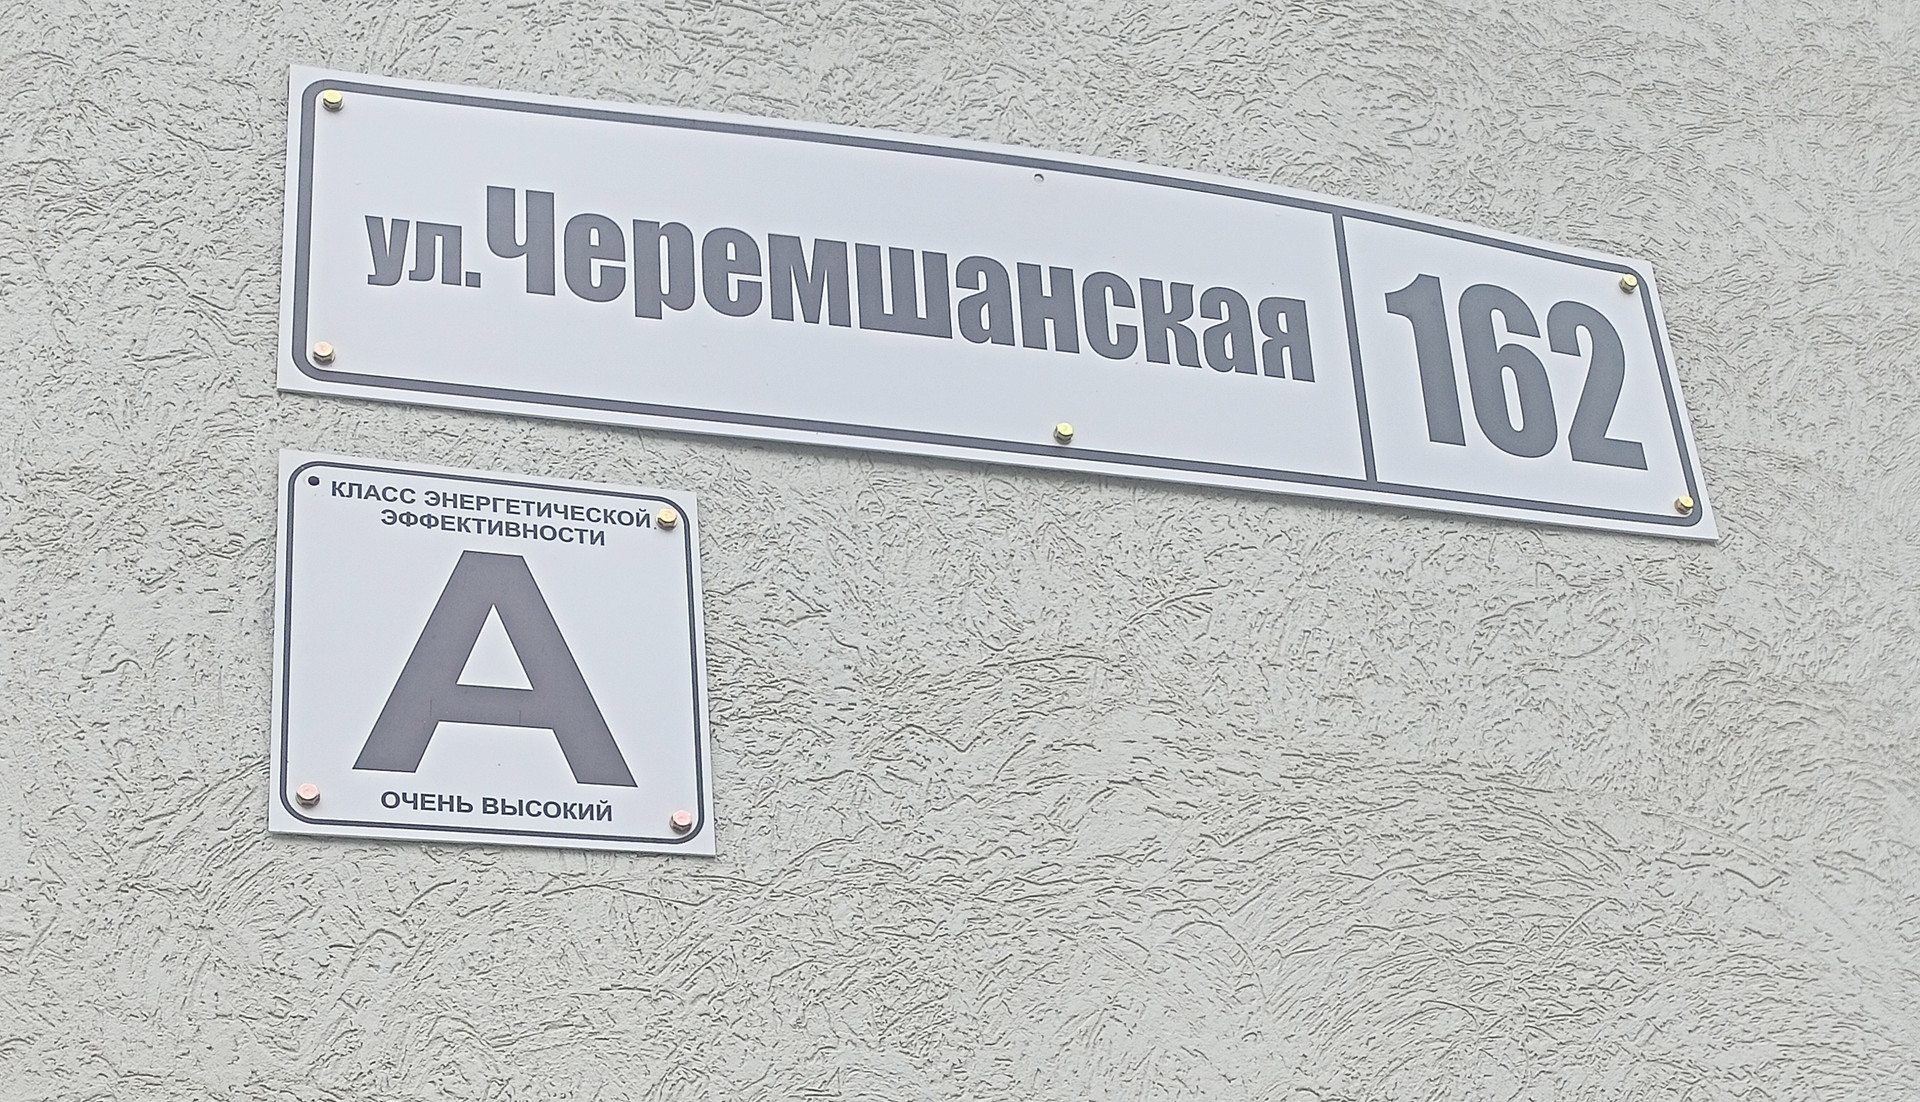 ул.Черемшанская 162
КЛАСС ЭНЕРГЕТИЧЕСКОЙ
ЭФФЕКТИВНОСТИ
А
ОЧЕНЬ ВЫСОКИЙ